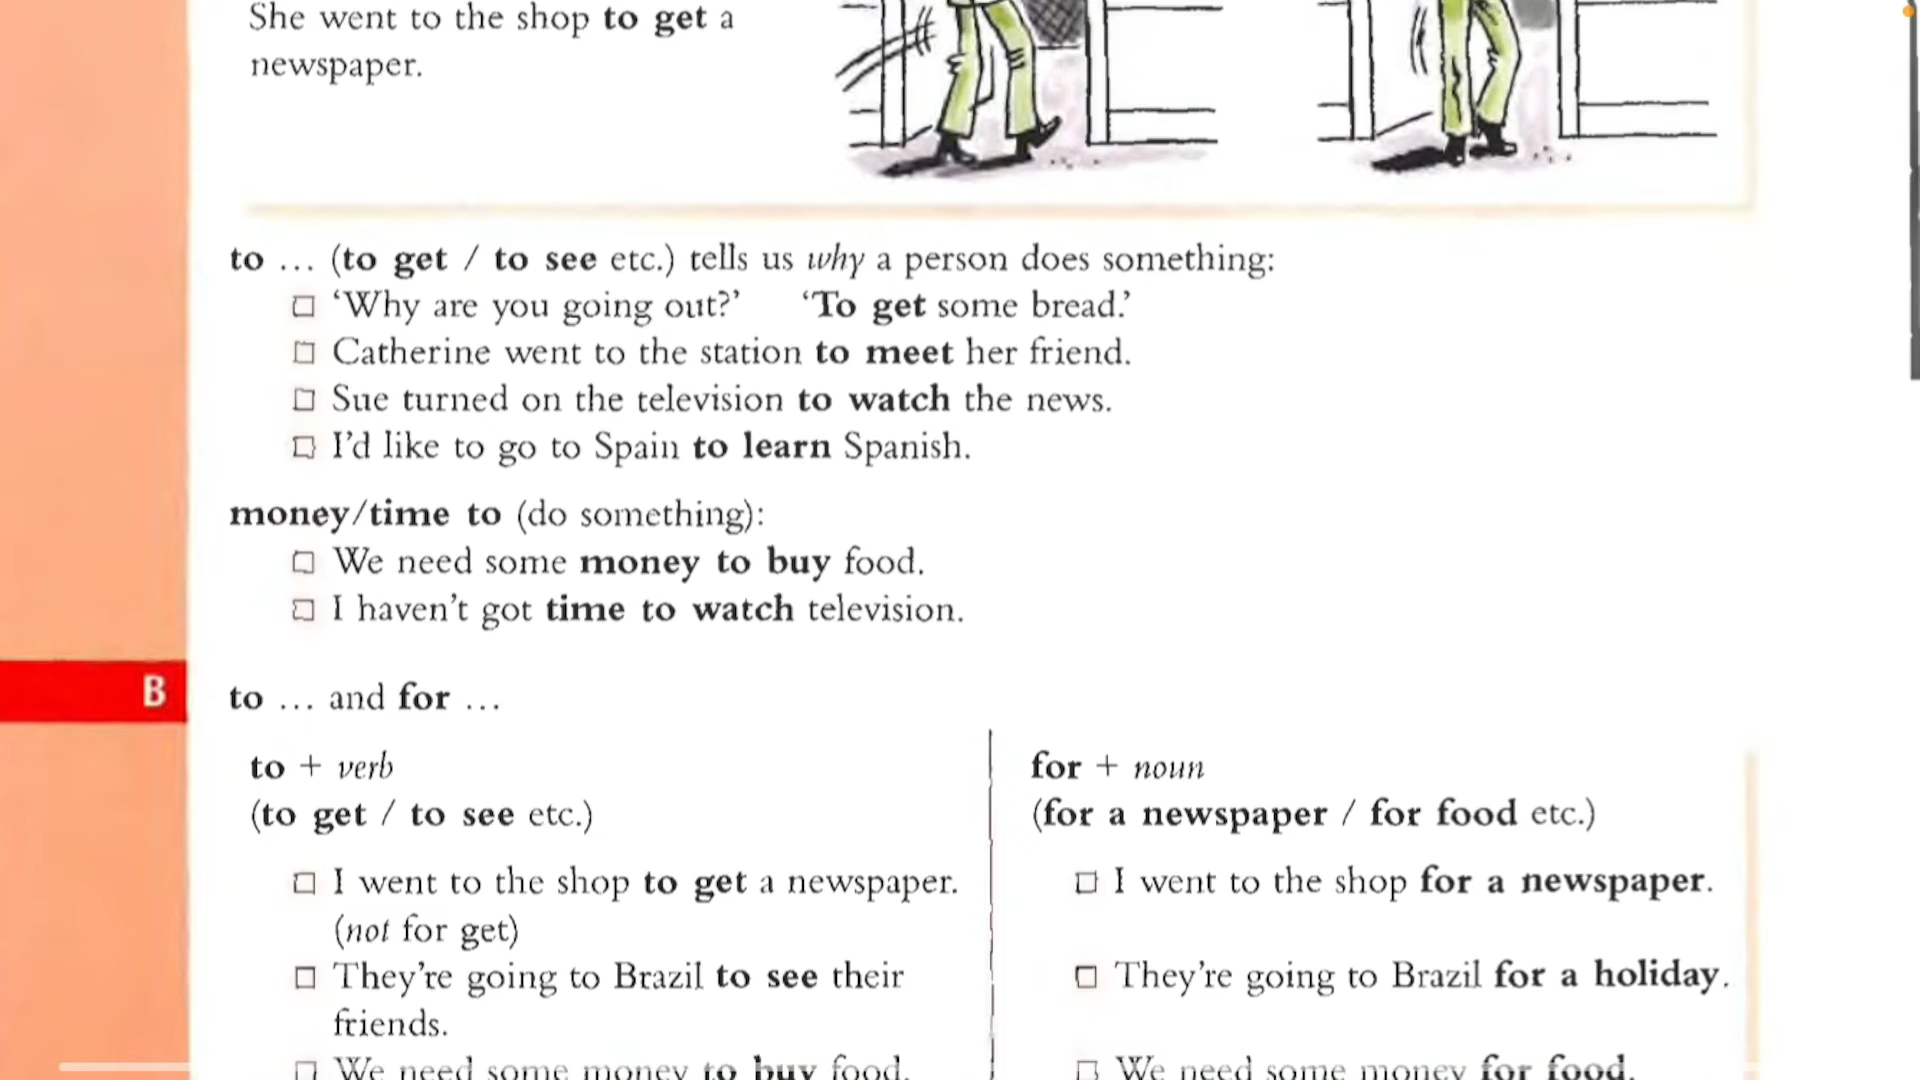 She went to the shop to get a
newspaper.
to ... (to get / to see etc.) tells us why a person does something:
□ ‘Why are you going out?’ ‘To get some bread.’
□ Catherine went to the station to meet her friend.
□ Sue turned on the television to watch the news.
□ I’d like to go to Spain to learn Spanish.
money/time to (do something):
□ We need some money to buy food.
□ I haven’t got time to watch television.
B
to ... and for ...
to + verb
(to get / to see etc.)
□ I went to the shop to get a newspaper.
(not for get)
□ They’re going to Brazil to see their
friends.
□ We need some money to buy food.
for + noun
(for a newspaper / for food etc.)
□ I went to the shop for a newspaper.
□ They’re going to Brazil for a holiday.
□ We need some money for food.